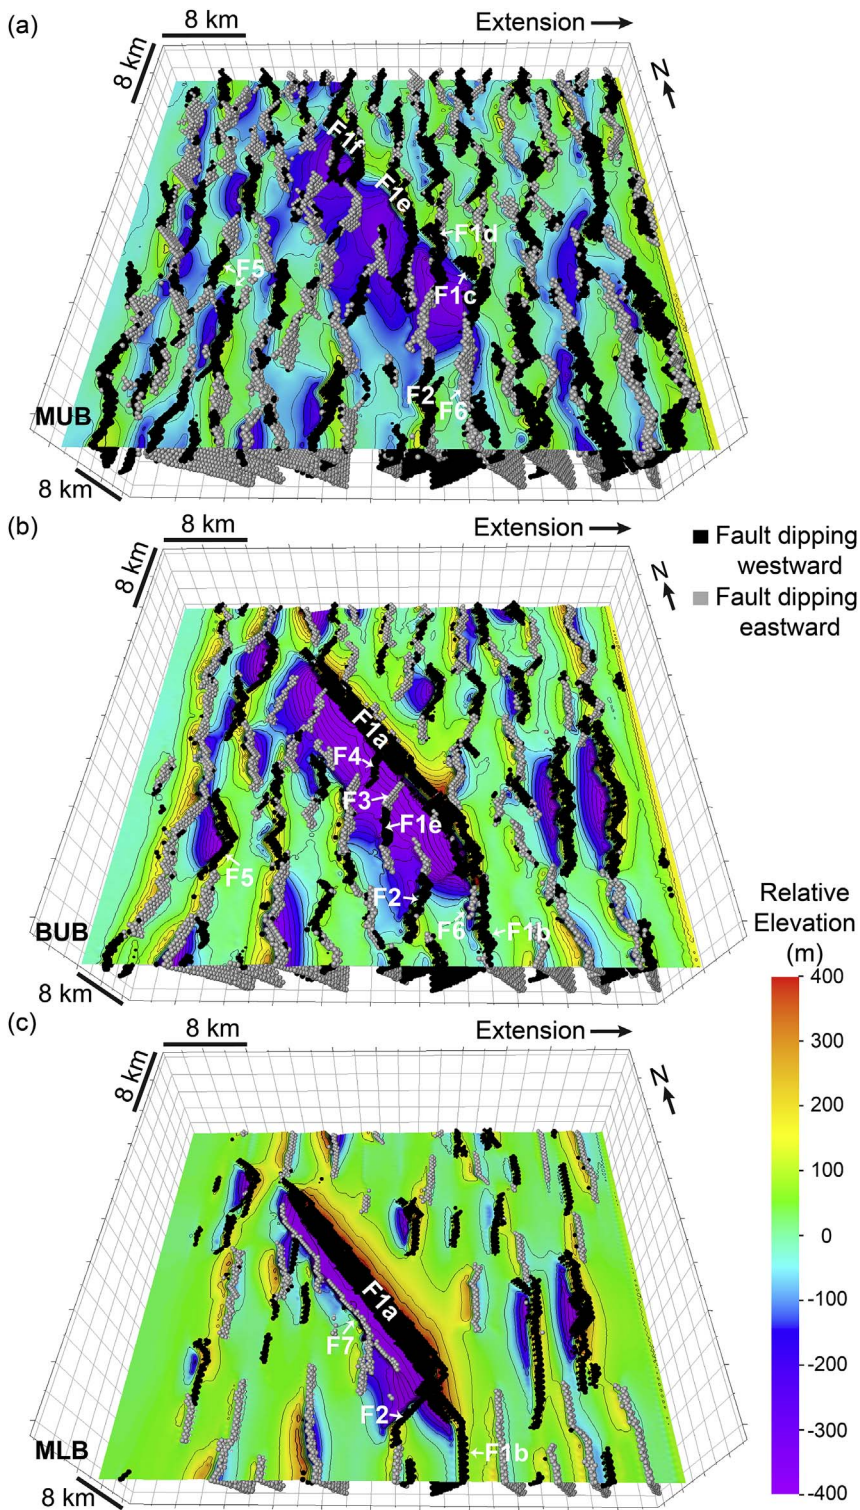 (a)
8 km
Extension
8 km
N
F1f
F1e
F1d
F5
F1c
F2
F6
MUB
8 km
(b)
8 km
Extension
8 km
N
Fault dipping
westward
Fault dipping
eastward
F1a
F4
F3
F1e
F5
F2
F6
F1b
BUB
8 km
Relative
Elevation
(m)
400
300
200
100
0
-100
-200
-300
-400
(c)
8 km
Extension
8 km
N
F1a
F7
F2
F1b
MLB
8 km